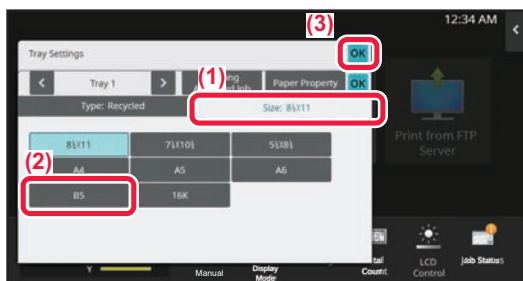 12:34 AM
(3)
Tray Settings
OK
(1)
Tray 1
Paper Property
OK
Type: Recycled
Size: 8½X11
8½X11
7¼X10½
5½X8½
(2)
A4
A5
A6
B5
16K
Print from FTP
Server
Y
Manual
Display
Mode
Count
LCD
Control
Job Status